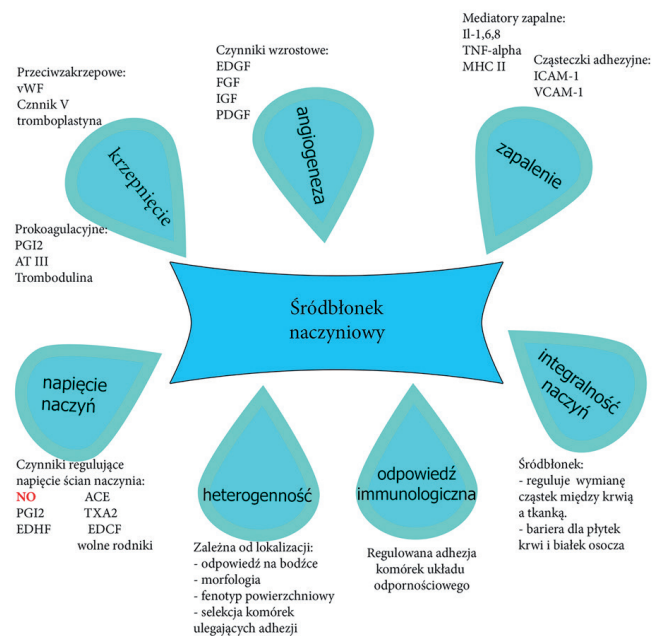 Mediatory zapalne:
Il-1,6,8
TNF-alpha
MHC II
Cząsteczki adhezyjne:
ICAM-1
VCAM-1
Czynniki wzrostowe:
EDGF
FGF
IGF
PDGF
Przeciwzakrzepowe:
vWF
Cznnik V
tromboplastyna
angiogeneza
zapalenie
krzepnięcie
Prokoagulacyjne:
PGI2
AT III
Trombodulina
Śródbłonek
naczyniowy
napięcie
naczyń
integralność
naczyń
Czynniki regulujące
napięcie ścian naczynia:
NO ACE
PGI2 TXA2
EDHF EDCF
wolne rodniki
heterogenność
odpowiedź
immunologiczna
Śródbłonek:
- reguluje wymianę
cząstek między krwią
a tkanką.
- bariera dla płytek
krwi i białek osocza
Zależna od lokalizacji:
- odpowiedź na bodźce
- morfologia
- fenotyp powierzchniowy
- selekcja komórek
ulegających adhezji
Regulowana adhezja
komórek układu
odpornościowego